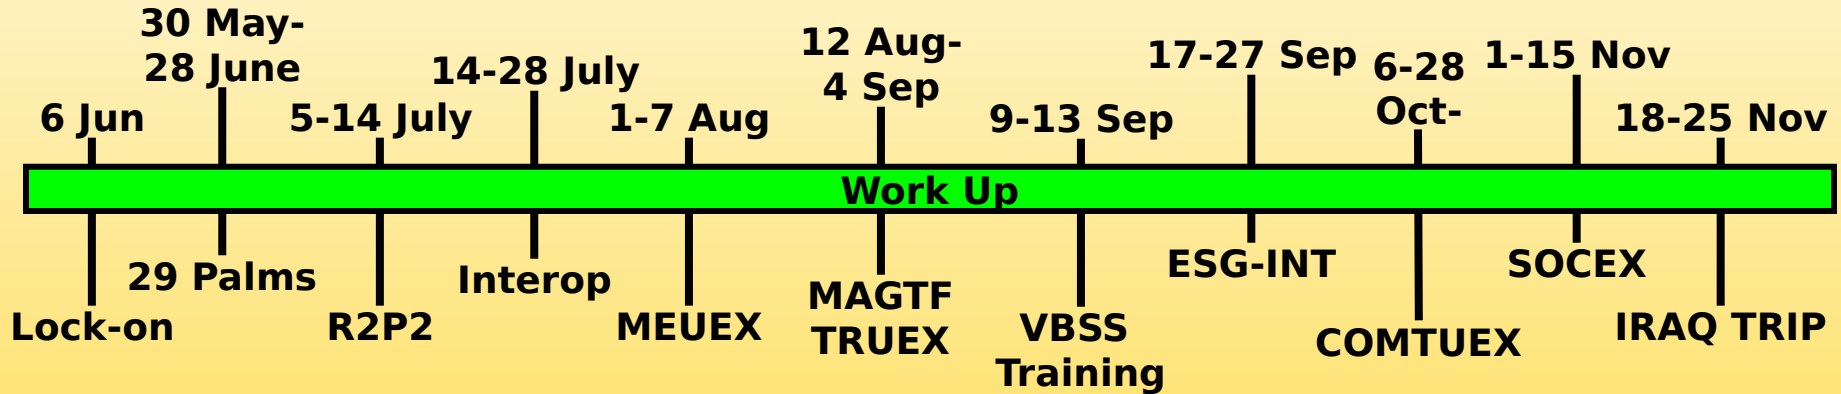 30 May-
28 June
6 Jun
5-14 July
14-28 July
1-7 Aug
12 Aug-
4 Sep
9-13 Sep
17-27 Sep
6-28
Oct-
1-15 Nov
18-25 Nov
Work Up
Lock-on
29 Palms
R2P2
Interop
MEUEX
MAGTF
TRUEX
VBSS
Training
ESG-INT
COMTUEX
SOCEX
IRAQ TRIP